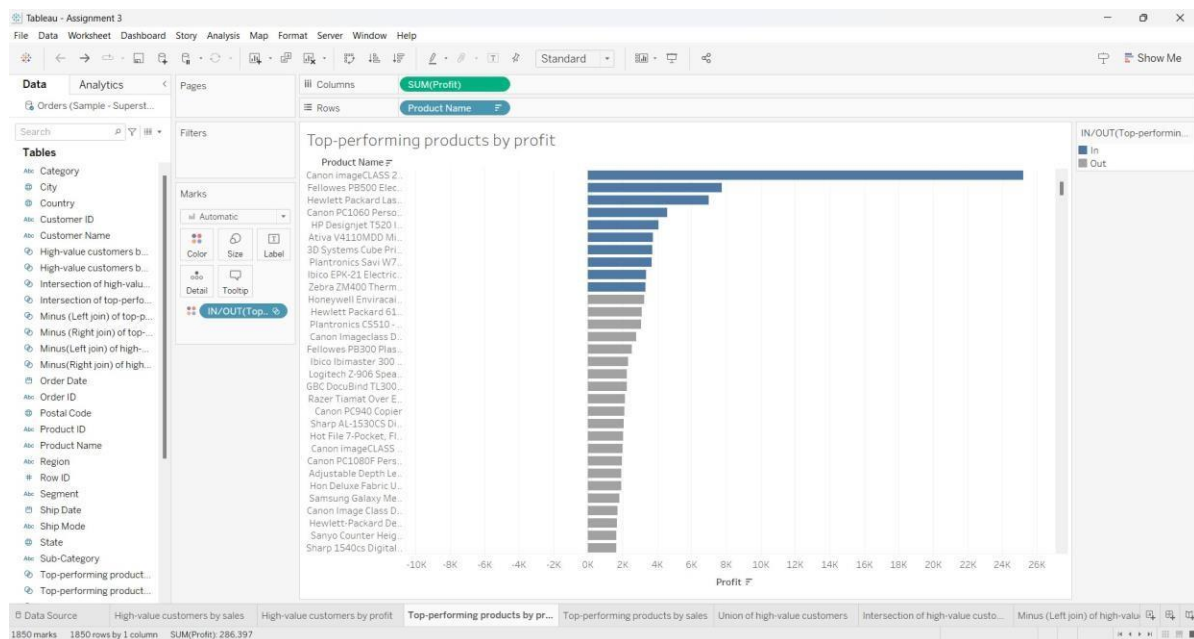 Tableau - Assignment 3
File Data Worksheet Dashboard Story Analysis Map Format Server Window Help
Standard
Show Me
Data Analytics
Orders (Sample - Superst...
Search
Tables
Abc Category
City
Country
Abc Customer ID
Abc Customer Name
High-value customers b...
High-value customers b...
Intersection of high-valu...
Intersection of top-perfo...
Minus (Left join) of top-p...
Minus (Right join) of top-...
Minus(Left join) of high-...
Minus(Right join) of high...
Order Date
Abc Order ID
Postal Code
Abc Product ID
Abc Product Name
Abc Region
# Row ID
Abc Segment
Ship Date
Abc Ship Mode
State
Abc Sub-Category
Top-performing product...
Top-performing product...
Pages
Filters
Marks
Automatic
Color Size Label
Detail Tooltip
IN/OUT(Top..
Columns SUM(Profit)
Rows Product Name
Top-performing products by profit
Product Name
Canon imageCLASS 2..
Fellowes PB500 Elec..
Hewlett Packard Las..
Canon PC1060 Perso..
HP Designjet T520 I..
Ativa V4110MDD Mi..
3D Systems Cube Pri..
Plantronics Savi W7..
Ibico EPK-21 Electric..
Zebra ZM400 Therm..
Honeywell Enviracai..
Hewlett Packard 61..
Plantronics CS510 -..
Canon Imageclass D..
Fellowes PB300 Plas..
Ibico Ibimaster 300 ..
Logitech Z-906 Spea..
GBC DocuBind TL300..
Razer Tiamat Over E..
Canon PC940 Copier
Sharp AL-1530CS Di..
Hot File 7-Pocket, Fl..
Canon imageCLASS ..
Canon PC1080F Pers..
Adjustable Depth Le..
Hon Deluxe Fabric U..
Samsung Galaxy Me..
Canon Image Class D..
Hewlett-Packard De..
Sanyo Counter Heig..
Sharp 1540cs Digital..
-10K -8K -6K -4K -2K 0K 2K 4K 6K 8K 10K 12K 14K 16K 18K 20K 22K 24K 26K
Profit
IN/OUT(Top-performin...
In
Out
Data Source High-value customers by sales High-value customers by profit Top-performing products by pr... Top-performing products by sales Union of high-value customers Intersection of high-value custo... Minus (Left join) of high-valu
1850 marks 1850 rows by 1 column SUM(Profit): 286,397